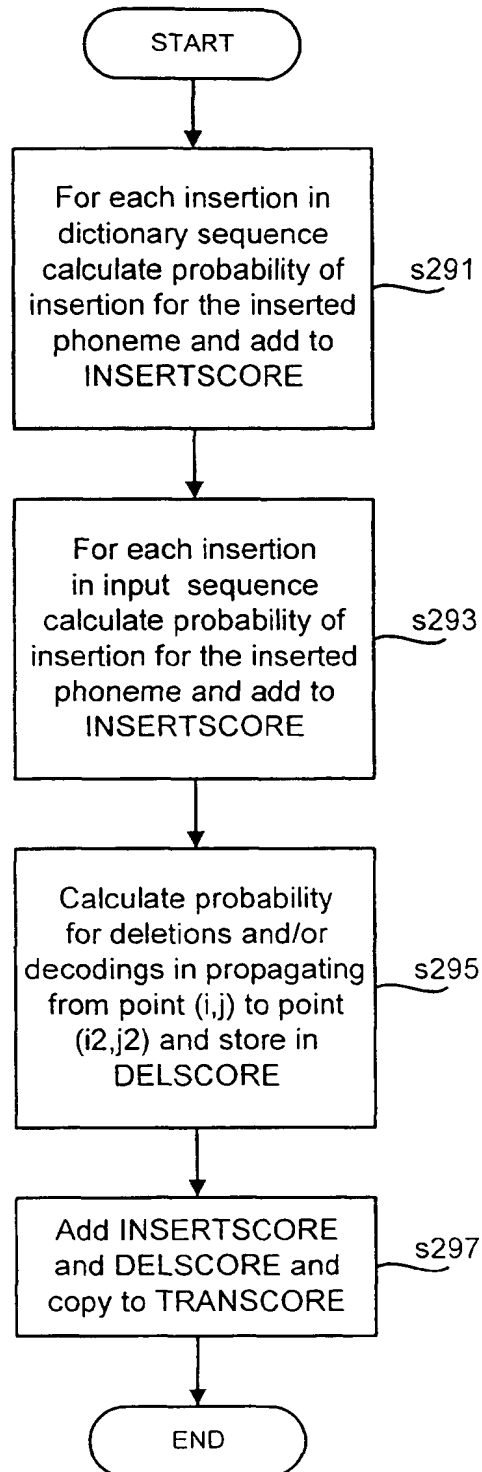 START
For each insertion in
dictionary sequence
calculate probability of
insertion for the inserted
phoneme and add to
INSERTSCORE
s291
For each insertion
in input sequence
calculate probability of
insertion for the inserted
phoneme and add to
INSERTSCORE
s293
Calculate probability
for deletions and/or
decodings in propagating
from point (i,j) to point
(i2,j2) and store in
DELSCORE
s295
Add INSERTSCORE
and DELSCORE and
copy to TRANSCORE
s297
END